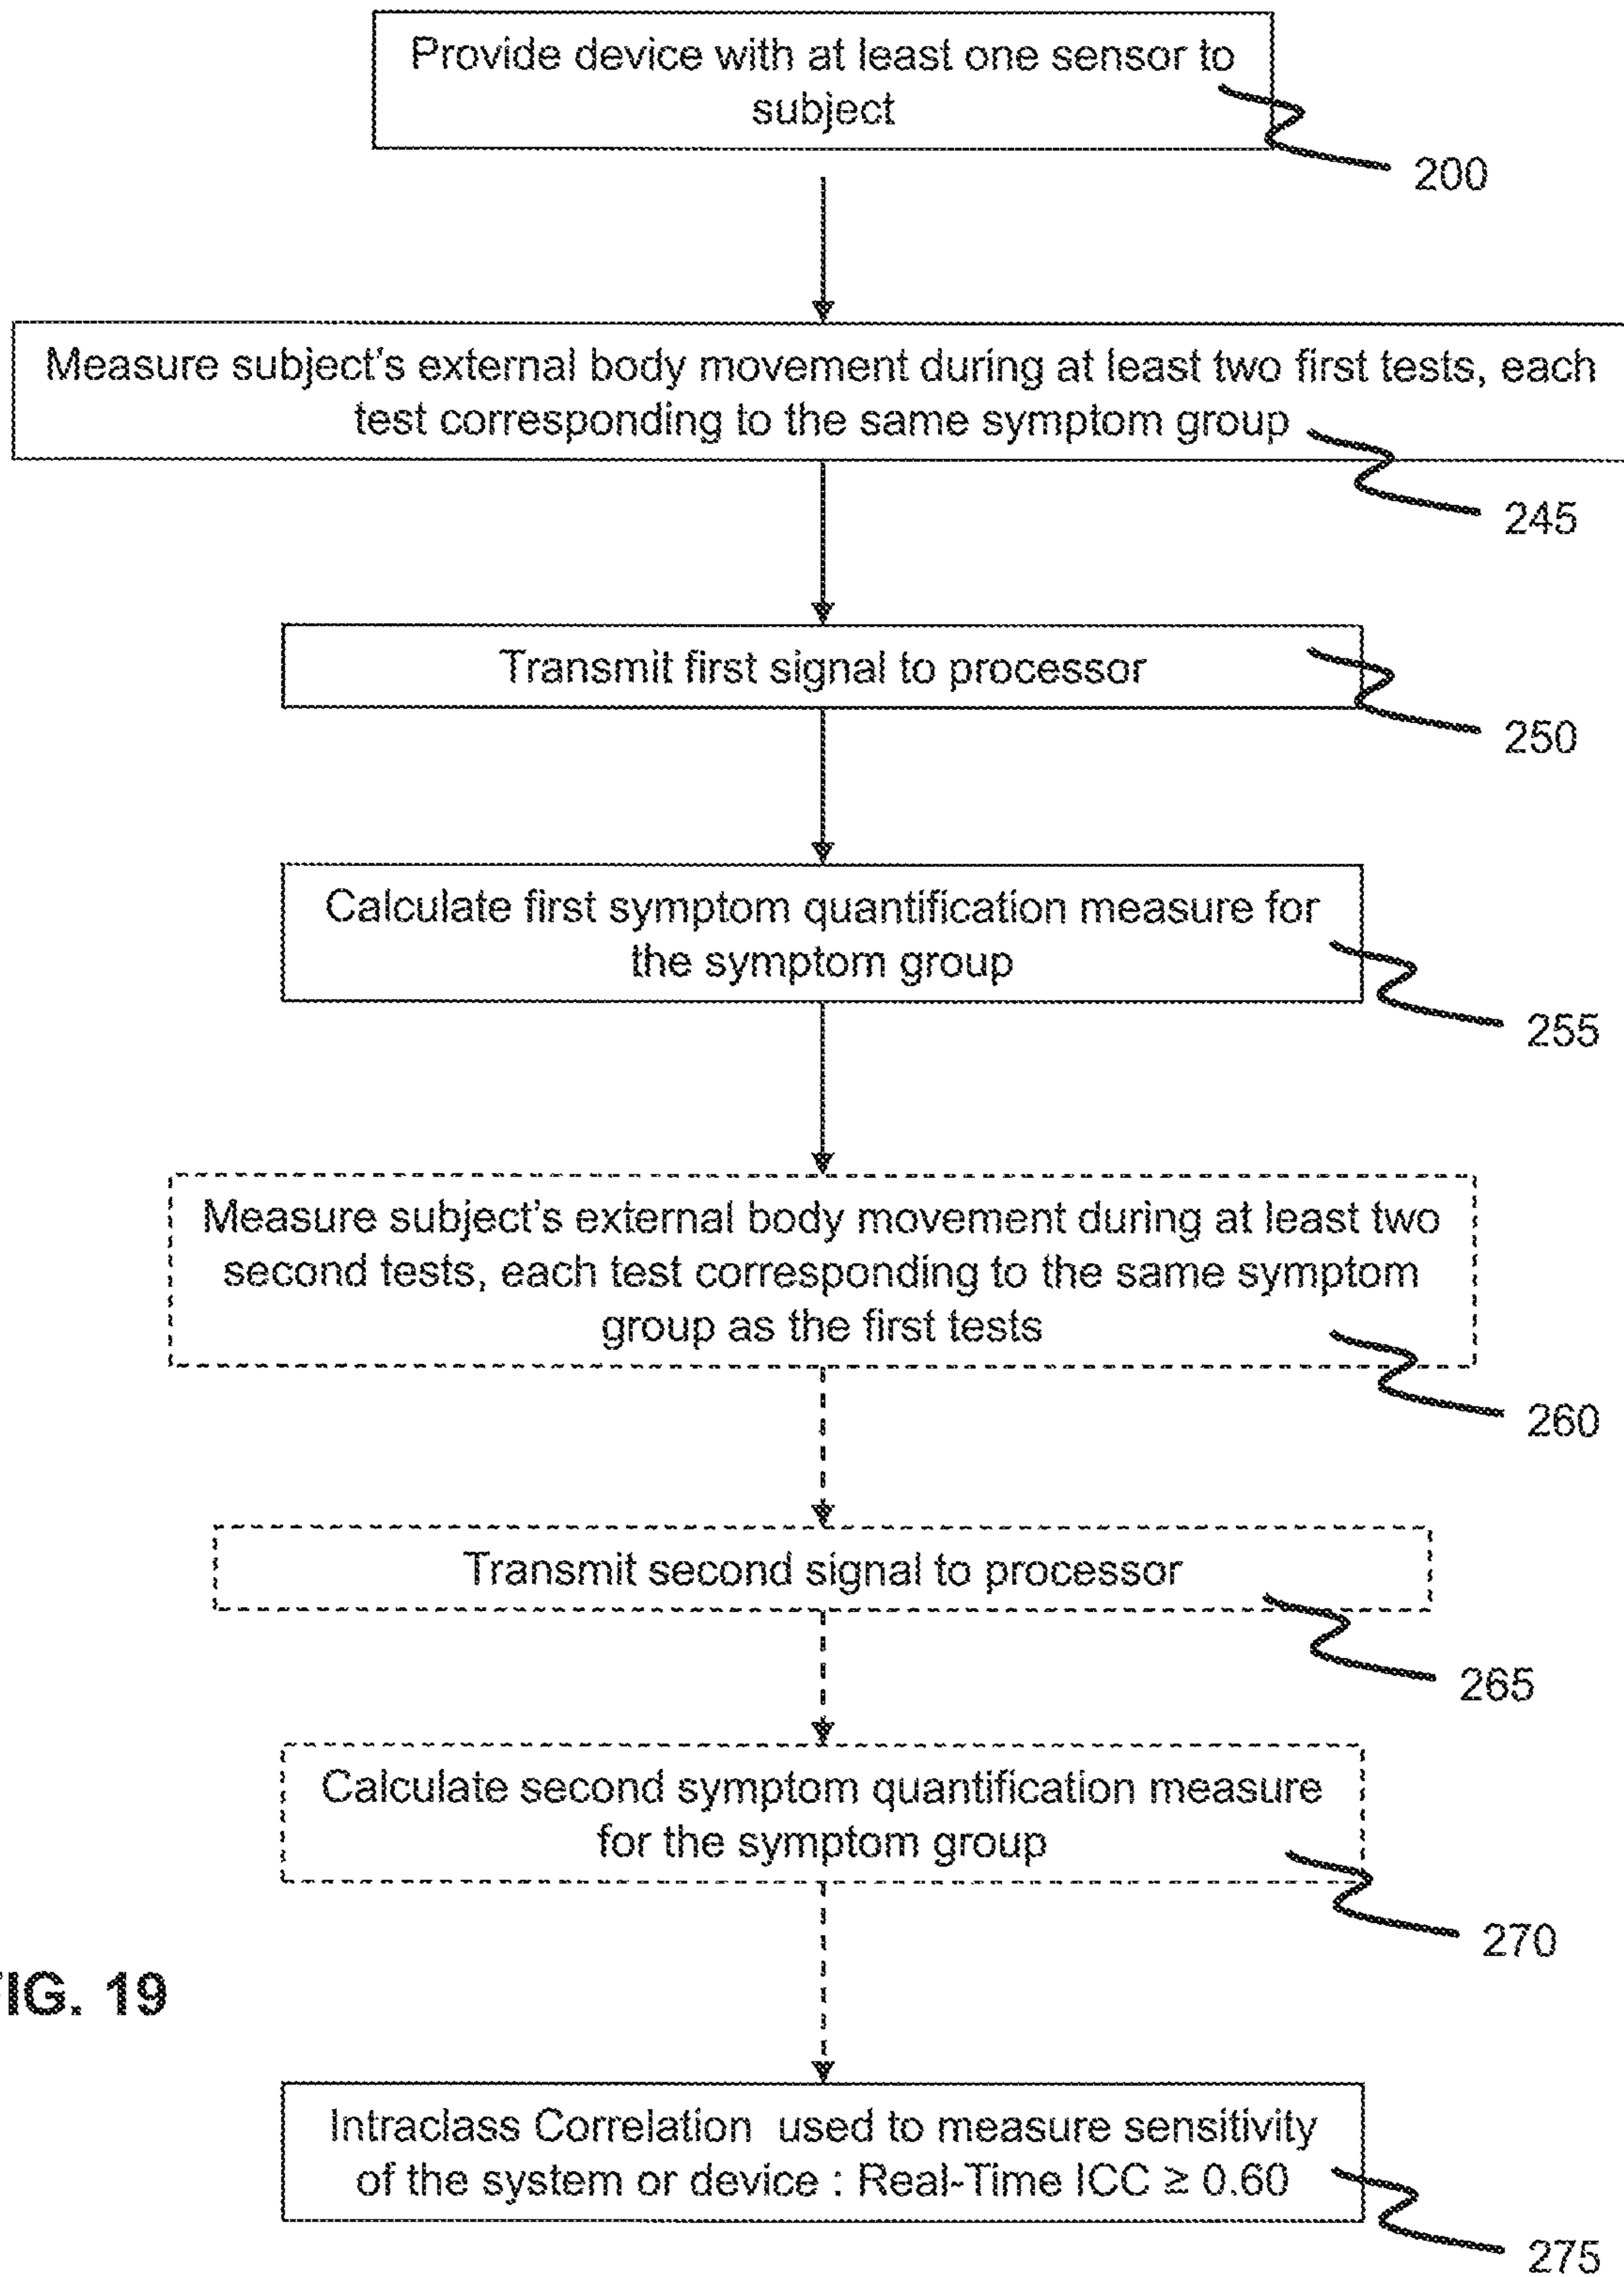 Provide device with at least one sensor to
subject
200
Measure subject's external body movement during at least two first tests, each
test corresponding to the same symptom group
245
Transmit first signal to processor
250
Calculate first symptom quantification measure for
the symptom group
255
Measure subject's external body movement during at least two
second tests, each test corresponding to the same symptom
group as the first tests
260
Transmit second signal to processor
265
Calculate second symptom quantification measure
for the symptom group
270
FIG. 19
Intraclass Correlation used to measure sensitivity
of the system or device : Real-Time ICC ≥ 0.60
275